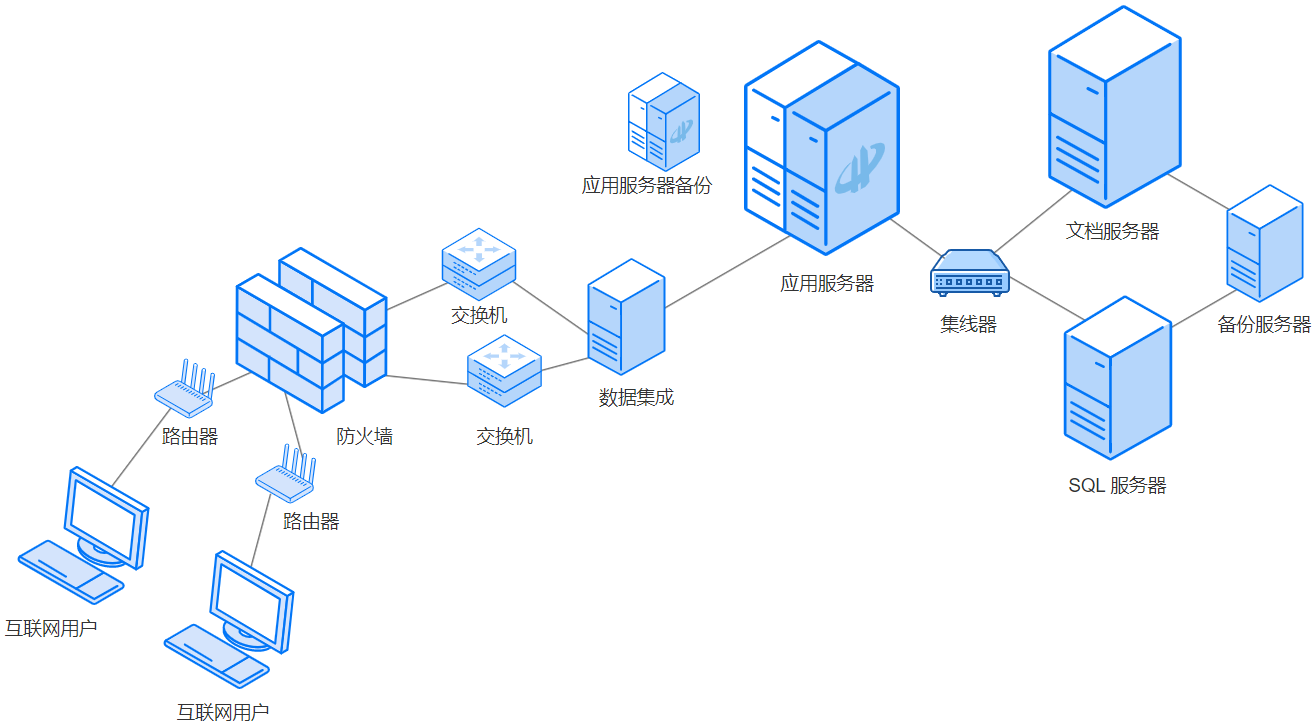 应用服务器备份
应用服务器
文档服务器
交换机
集线器
备份服务器
数据集成
路由器
防火墙
交换机
SQL 服务器
路由器
互联网用户
互联网用户